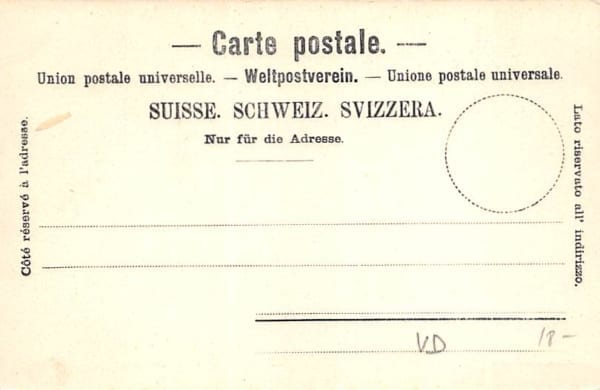 — Carte postale. —
Union postale universelle. — Weltpostverein. — Unione postale universale.
SUISSE. SCHWEIZ. SVIZZERA.
Nur für die Adresse.
Côté réservé à l'adresse.
Lato riservato all' indirizzo.
VD
18-